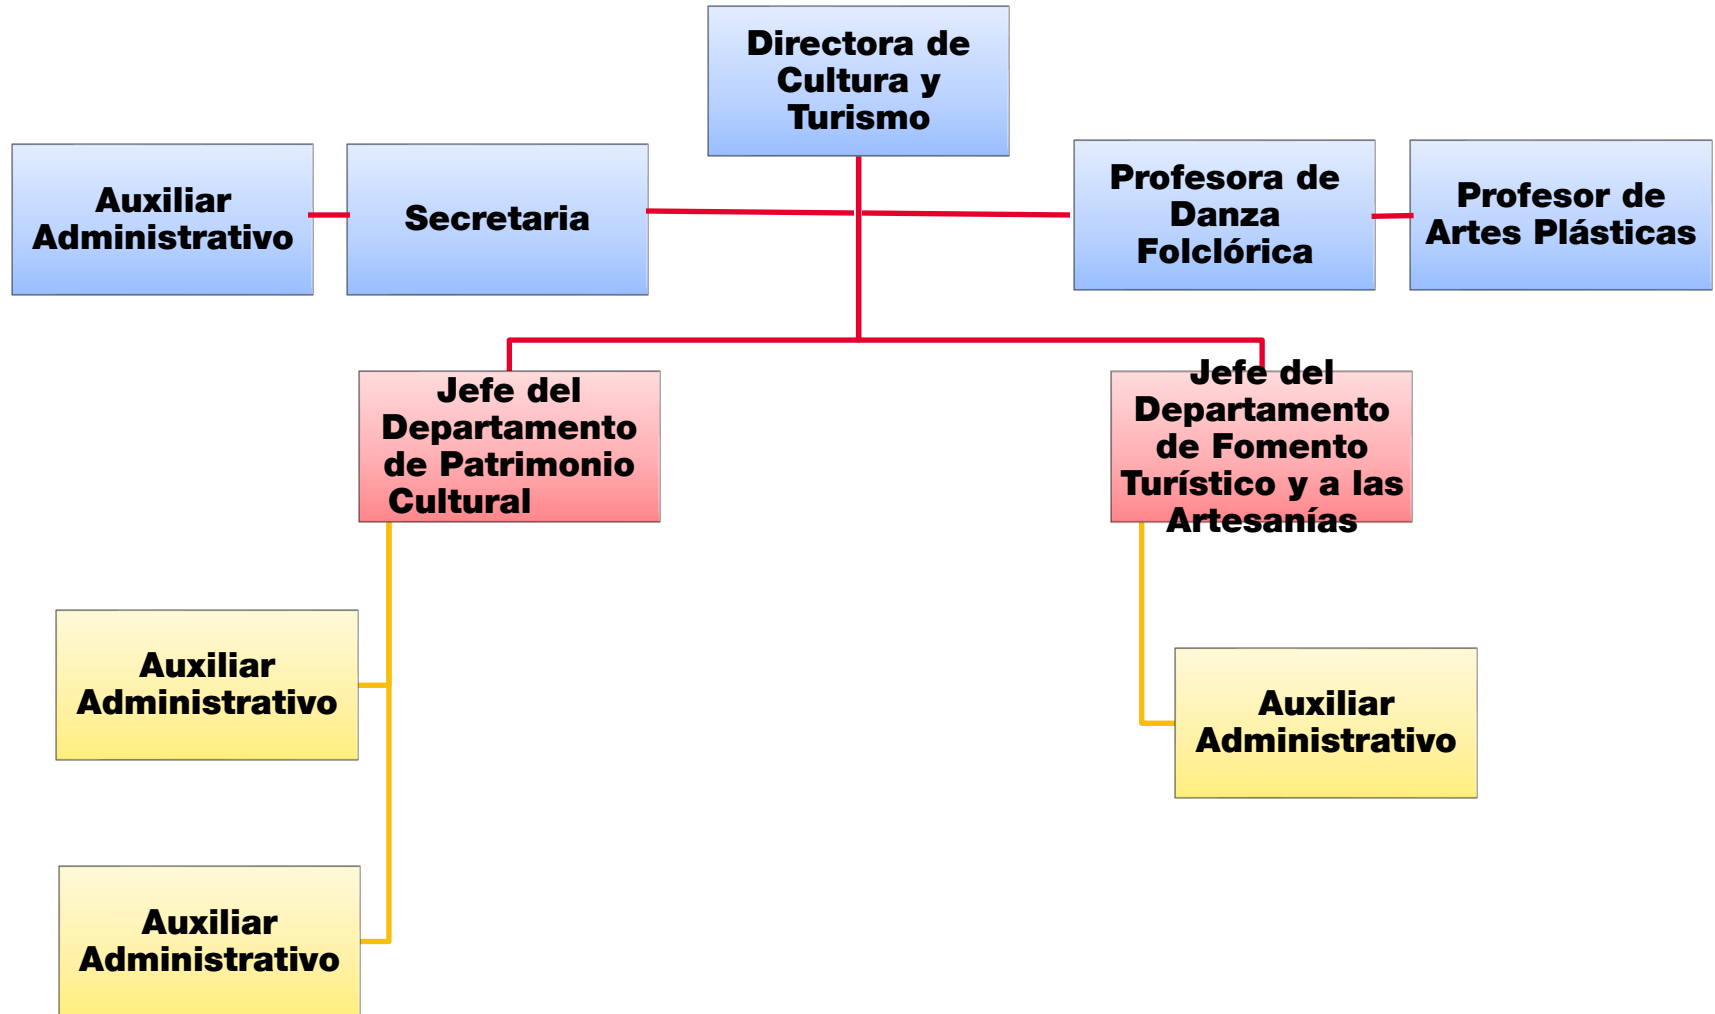 Directora de
Cultura y
Turismo
Auxiliar
Administrativo
Secretaria
Profesora de
Danza
Folclórica
Profesor de
Artes Plásticas
Jefe del
Departamento
de Patrimonio
Cultural
Jefe del
Departamento
de Fomento
Turístico y a las
Artesanías
Auxiliar
Administrativo
Auxiliar
Administrativo
Auxiliar
Administrativo